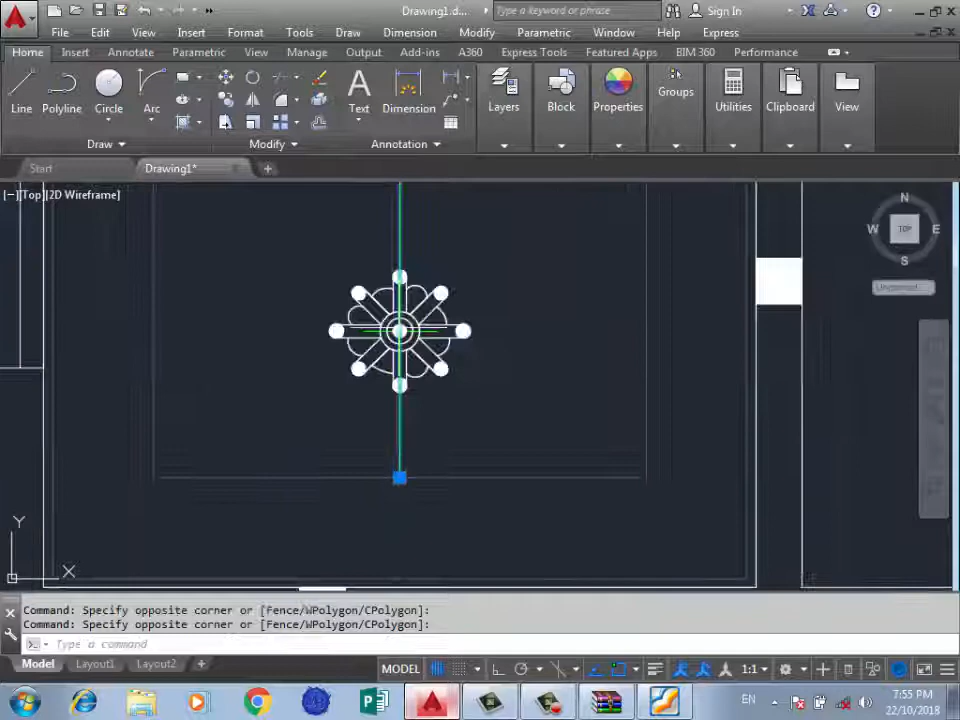 Drawing1.d...
Type a keyword or phrase
Sign In
File Edit View Insert Format Tools Draw Dimension Modify Parametric Window Help Express
Home Insert Annotate Parametric View Manage Output Add-ins A360 Express Tools Featured Apps BIM 360 Performance
Line Polyline Circle Arc Text Dimension Layers Block Properties Groups Utilities Clipboard View
Draw Modify Annotation
Start Drawing1*
[−][Top][2D Wireframe]
N
W TOP E
S
Y
X
Command: Specify opposite corner or [Fence/WPolygon/CPolygon]:
Command: Specify opposite corner or [Fence/WPolygon/CPolygon]:
Type a command
Model Layout1 Layout2
MODEL 1:1
EN 7:55 PM
22/10/2018